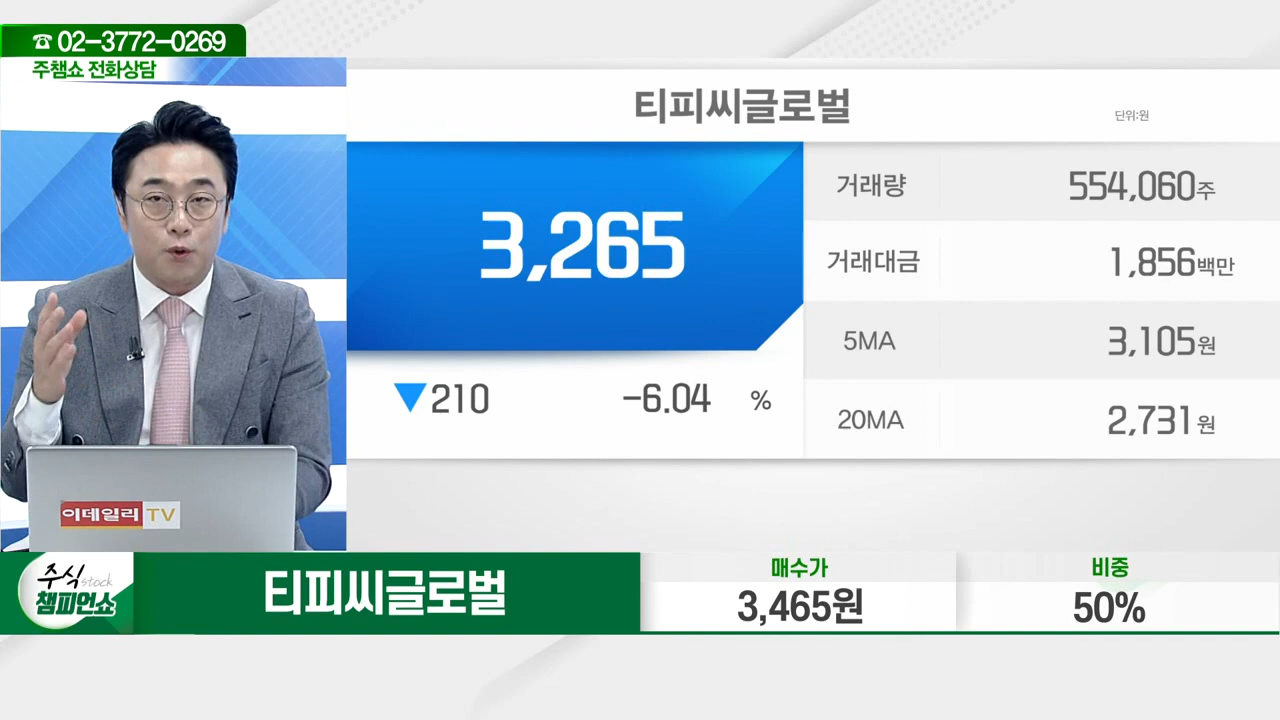 ☎ 02-3772-0269
주챔쇼 전화상담
티피씨글로벌
단위:원
3,265
▼210 -6.04 %
거래량 554,060주
거래대금 1,856백만
5MA 3,105원
20MA 2,731원
이데일리 TV
주식 stock
챔피언쇼
티피씨글로벌
매수가
3,465원
비중
50%